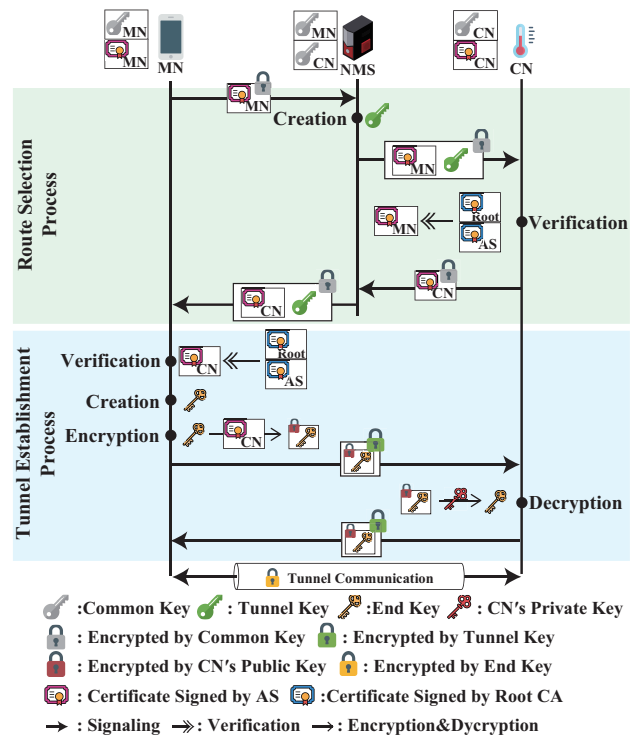 MN
MN
MN
MN
CN
NMS
CN
CN
CN
Route Selection
Process
MN
Creation
MN
Root
AS
MN
Verification
CN
CN
Tunnel Establishment
Process
Verification
CN
Root
AS
Creation
Encryption
CN
Decryption
Tunnel Communication
:Common Key : Tunnel Key :End Key : CN's Private Key
: Encrypted by Common Key : Encrypted by Tunnel Key
: Encrypted by CN's Public Key : Encrypted by End Key
: Certificate Signed by AS :Certificate Signed by Root CA
: Signaling : Verification : Encryption&Dycryption